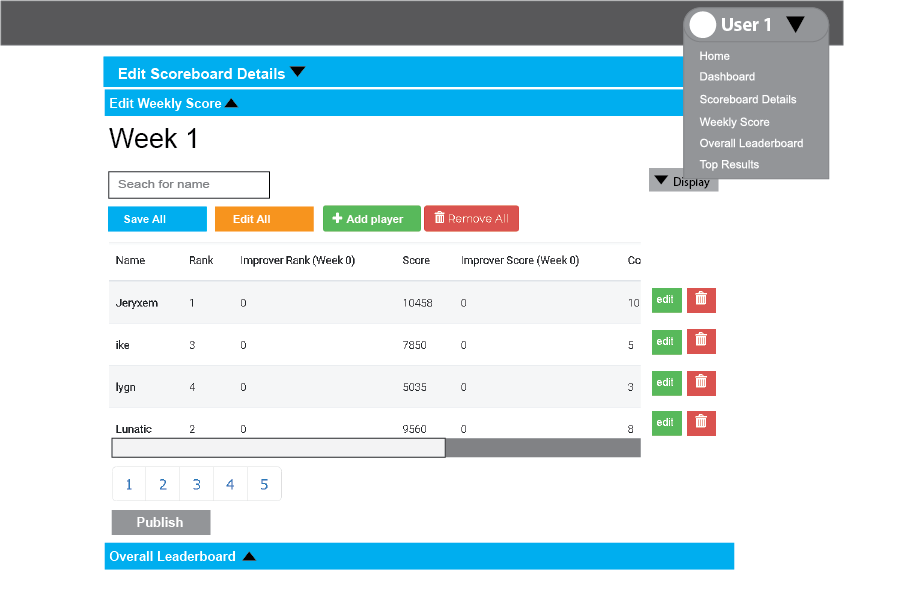 User 1
Home
Dashboard
Scoreboard Details
Weekly Score
Overall Leaderboard
Top Results
Edit Scoreboard Details
Edit Weekly Score
Week 1
Seach for name
Display
Save All Edit All Add player Remove All
Name Rank Improver Rank (Week 0) Score Improver Score (Week 0) Co
Jeryxem 1 0 10458 0 10 edit
ike 3 0 7850 0 5 edit
lygn 4 0 5035 0 3 edit
Lunatic 2 0 9560 0 8 edit
1 2 3 4 5
Publish
Overall Leaderboard